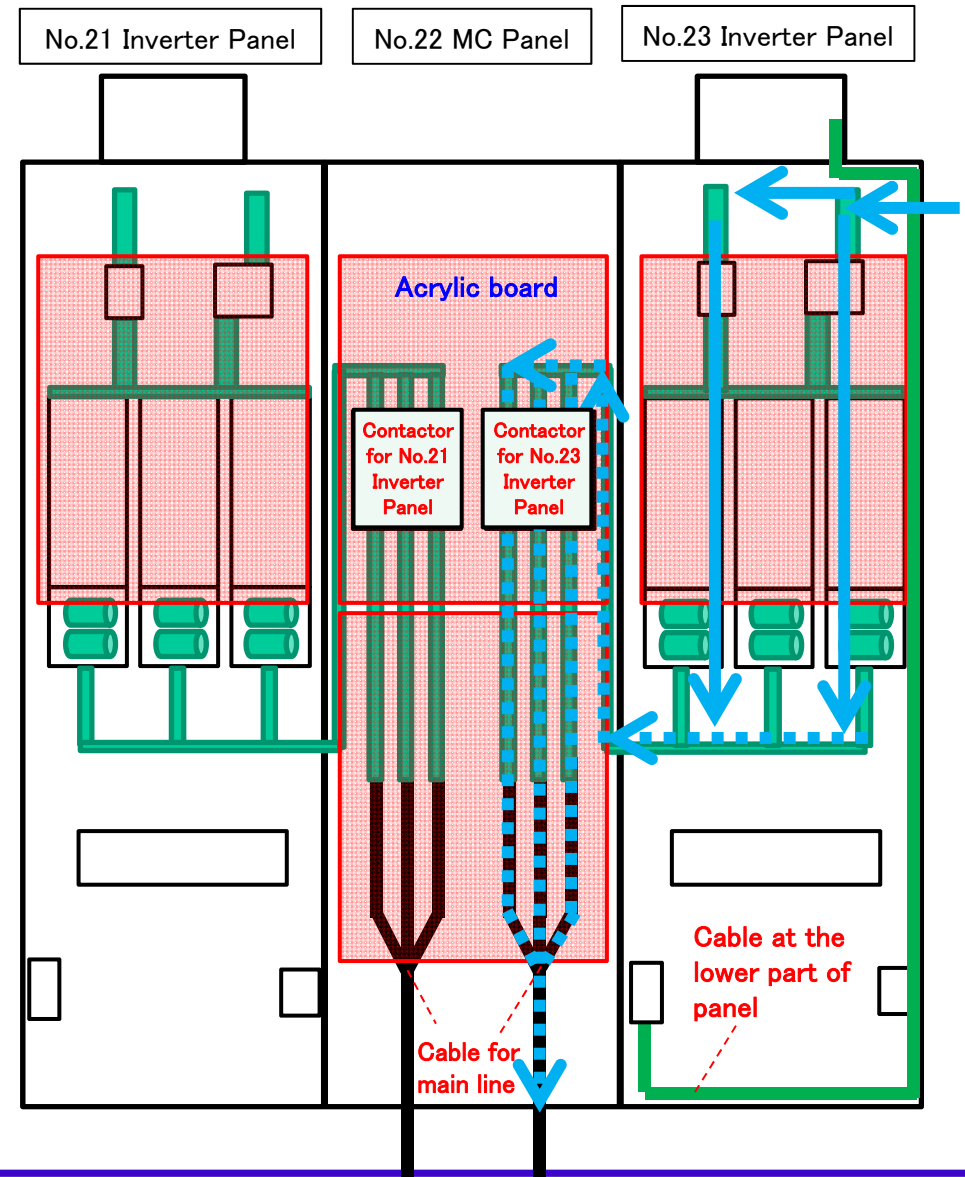 No.21 Inverter Panel
No.22 MC Panel
No.23 Inverter Panel
Acrylic board
Contactor
for No.21
Inverter
Panel
Contactor
for No.23
Inverter
Panel
Cable at the
lower part of
panel
Cable for
main line